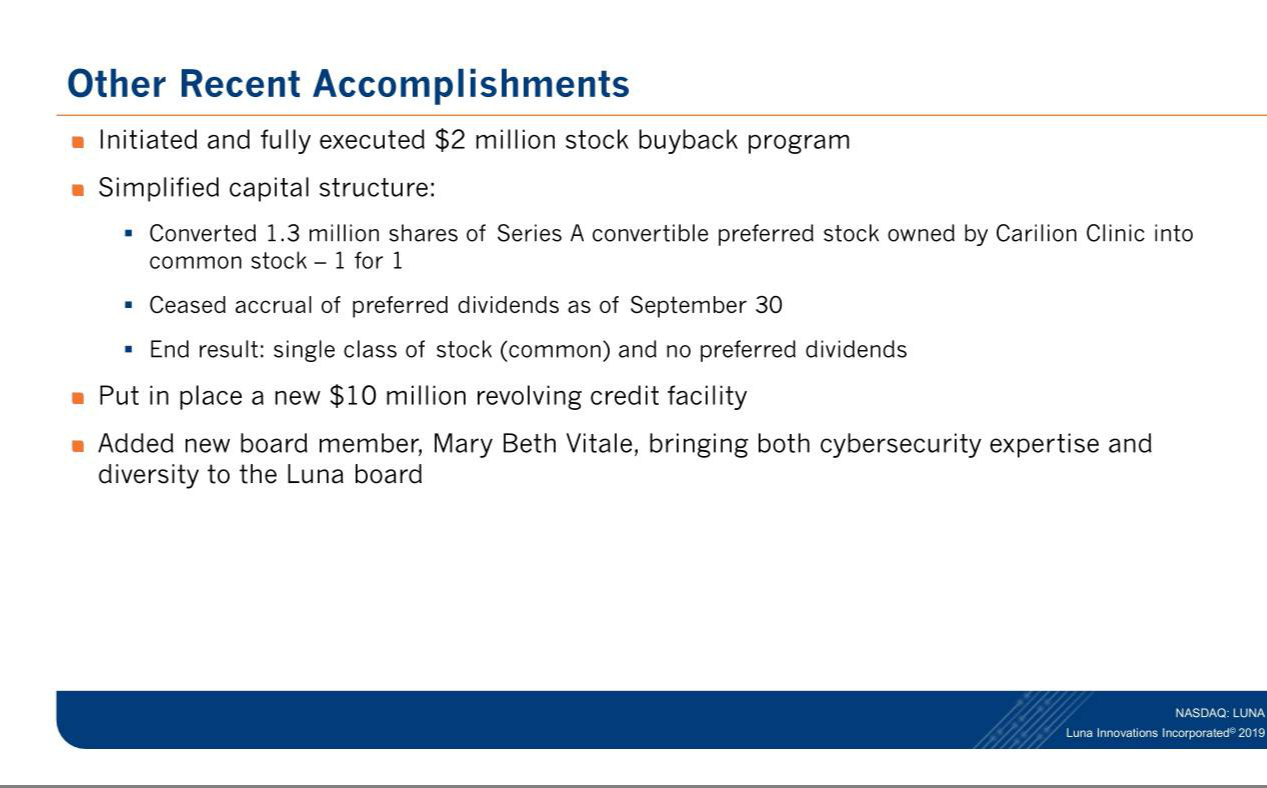 Other Recent Accomplishments
Initiated and fully executed $2 million stock buyback program
Simplified capital structure:
Converted 1.3 million shares of Series A convertible preferred stock owned by Carilion Clinic into
common stock – 1 for 1
Ceased accrual of preferred dividends as of September 30
End result: single class of stock (common) and no preferred dividends
Put in place a new $10 million revolving credit facility
Added new board member, Mary Beth Vitale, bringing both cybersecurity expertise and
diversity to the Luna board
NASDAQ: LUNA
Luna Innovations Incorporated© 2019